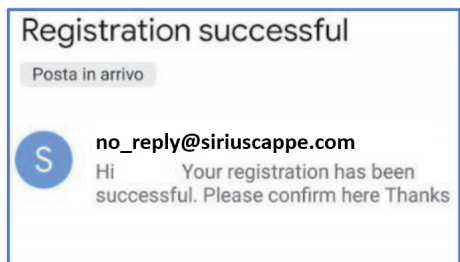 Registration successful
Posta in arrivo
S
no_reply@siriuscappe.com
Hi Your registration has been
successful. Please confirm here Thanks